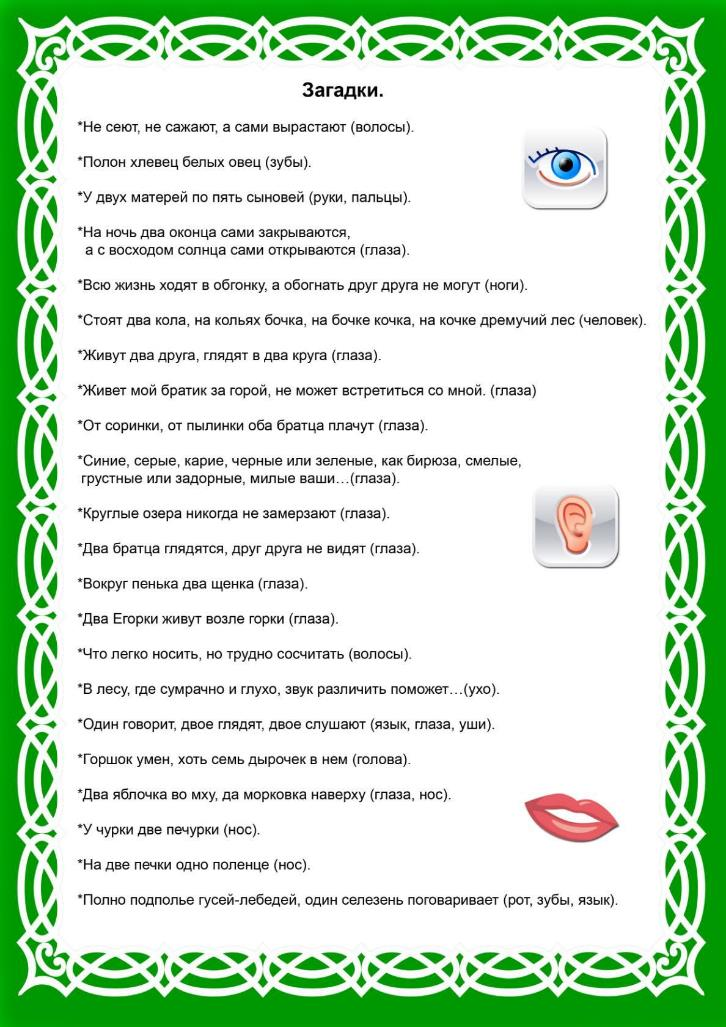 Загадки.
*Не сеют, не сажают, а сами вырастают (волосы).
*Полон хлевец белых овец (зубы).
*У двух матерей по пять сыновей (руки, пальцы).
*На ночь два оконца сами закрываются,
а с восходом солнца сами открываются (глаза).
*Всю жизнь ходят в обгонку, а обогнать друг друга не могут (ноги).
*Стоят два кола, на кольях бочка, на бочке кочка, на кочке дремучий лес (человек).
*Живут два друга, глядят в два круга (глаза).
*Живет мой братик за горой, не может встретиться со мной. (глаза)
*От соринки, от пылинки оба братца плачут (глаза).
*Синие, серые, карие, черные или зеленые, как бирюза, смелые,
грустные или задорные, милые ваши…(глаза).
*Круглые озера никогда не замерзают (глаза).
*Два братца глядятся, друг друга не видят (глаза).
*Вокруг пенька два щенка (глаза).
*Два Егорки живут возле горки (глаза).
*Что легко носить, но трудно сосчитать (волосы).
*В лесу, где сумрачно и глухо, звук различить поможет…(ухо).
*Один говорит, двое глядят, двое слушают (язык, глаза, уши).
*Горшок умен, хоть семь дырочек в нем (голова).
*Два яблочка во мху, да морковка наверху (глаза, нос).
*У чурки две печурки (нос).
*На две печки одно поленце (нос).
*Полно подполье гусей-лебедей, один селезень поговаривает (рот, зубы, язык).